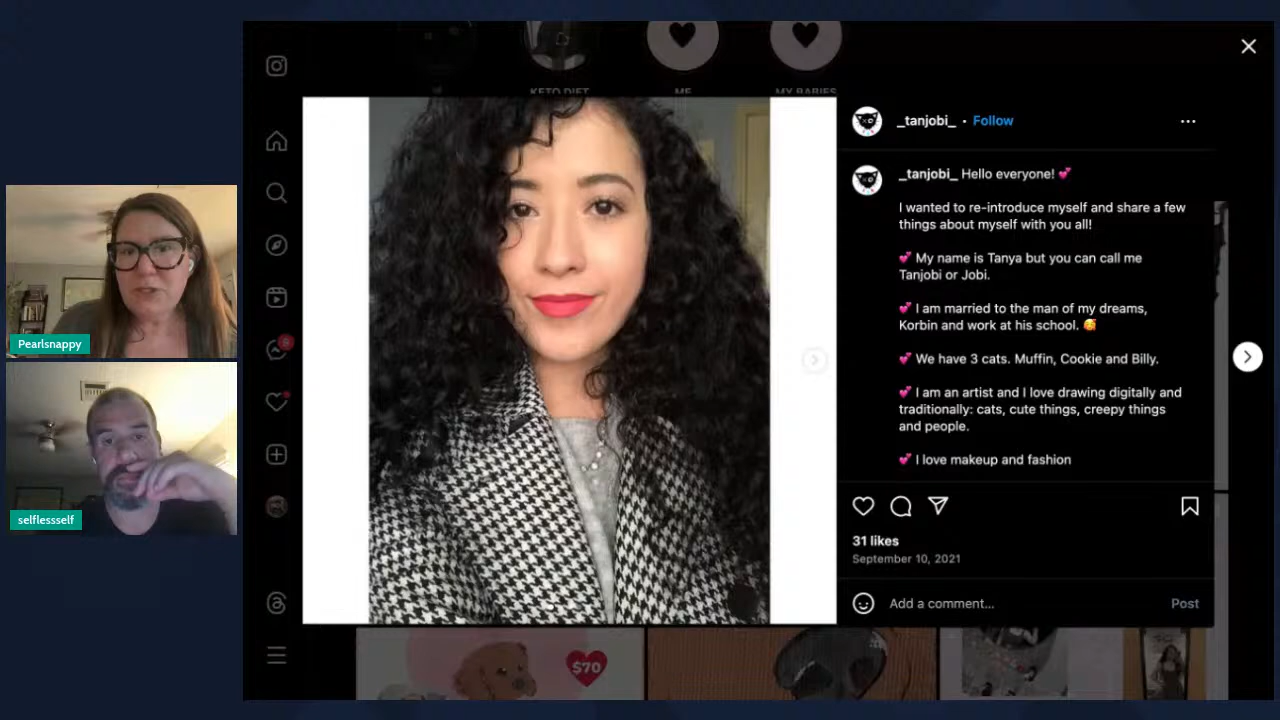 KETO DIET
ME
MY BABIES
_tanjobi_ • Follow
_tanjobi_ Hello everyone! 💕
I wanted to re-introduce myself and share a few
things about myself with you all!
💕 My name is Tanya but you can call me
Tanjobi or Jobi.
💕 I am married to the man of my dreams,
Korbin and work at his school. 🥰
💕 We have 3 cats. Muffin, Cookie and Billy.
💕 I am an artist and I love drawing digitally and
traditionally: cats, cute things, creepy things
and people.
💕 I love makeup and fashion
31 likes
September 10, 2021
Add a comment...
Post
Pearlsnappy
selflessself
$70